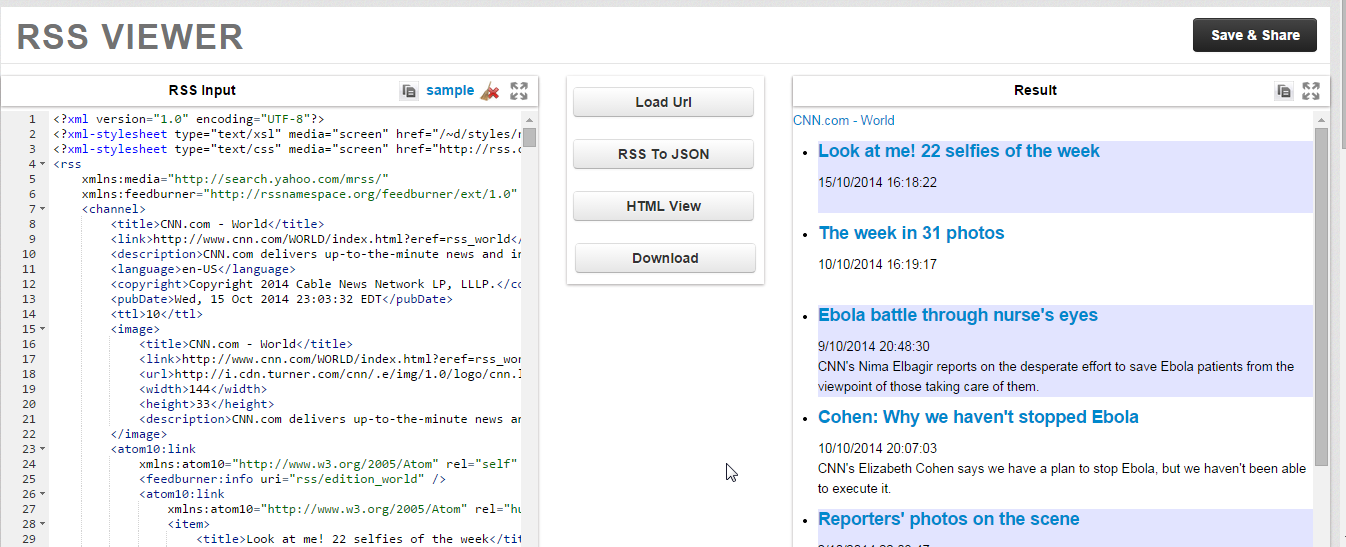 RSS VIEWER
Save & Share
RSS Input
sample
1 <?xml version="1.0" encoding="UTF-8"?>
2 <?xml-stylesheet type="text/xsl" media="screen" href="/~d/styles/
3 <?xml-stylesheet type="text/css" media="screen" href="http://rss.
4 <rss
5 xmlns:media="http://search.yahoo.com/mrss/"
6 xmlns:feedburner="http://rssnamespace.org/feedburner/ext/1.0"
7 <channel>
8 <title>CNN.com - World</title>
9 <link>http://www.cnn.com/WORLD/index.html?eref=rss_world</
10 <description>CNN.com delivers up-to-the-minute news and in
11 <language>en-US</language>
12 <copyright>Copyright 2014 Cable News Network LP, LLLP.</co
13 <pubDate>Wed, 15 Oct 2014 23:03:32 EDT</pubDate>
14 <ttl>10</ttl>
15 <image>
16 <title>CNN.com - World</title>
17 <link>http://www.cnn.com/WORLD/index.html?eref=rss_wor
18 <url>http://i.cdn.turner.com/cnn/.e/img/1.0/logo/cnn.l
19 <width>144</width>
20 <height>33</height>
21 <description>CNN.com delivers up-to-the-minute news an
22 </image>
23 <atom10:link
24 xmlns:atom10="http://www.w3.org/2005/Atom" rel="self"
25 <feedburner:info uri="rss/edition_world" />
26 <atom10:link
27 xmlns:atom10="http://www.w3.org/2005/Atom" rel="hu
28 <item>
29 <title>Look at me! 22 selfies of the week</tit
Load Url
RSS To JSON
HTML View
Download
Result
CNN.com - World
Look at me! 22 selfies of the week
15/10/2014 16:18:22
The week in 31 photos
10/10/2014 16:19:17
Ebola battle through nurse's eyes
9/10/2014 20:48:30
CNN's Nima Elbagir reports on the desperate effort to save Ebola patients from the
viewpoint of those taking care of them.
Cohen: Why we haven't stopped Ebola
10/10/2014 20:07:03
CNN's Elizabeth Cohen says we have a plan to stop Ebola, but we haven't been able
to execute it.
Reporters' photos on the scene